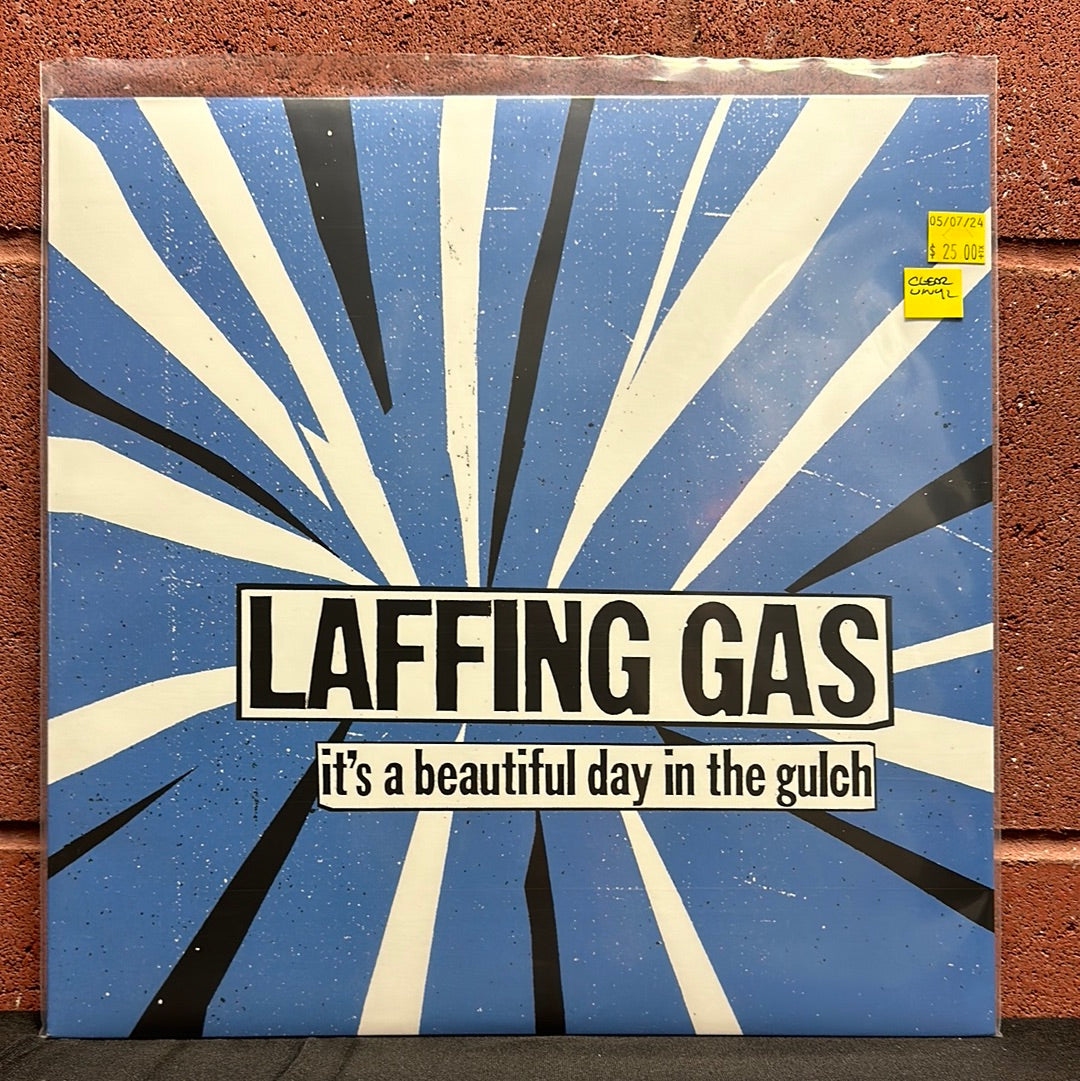 05/07/24
$ 25.00
CLEAR
VINYL
LAFFING GAS
it's a beautiful day in the gulch